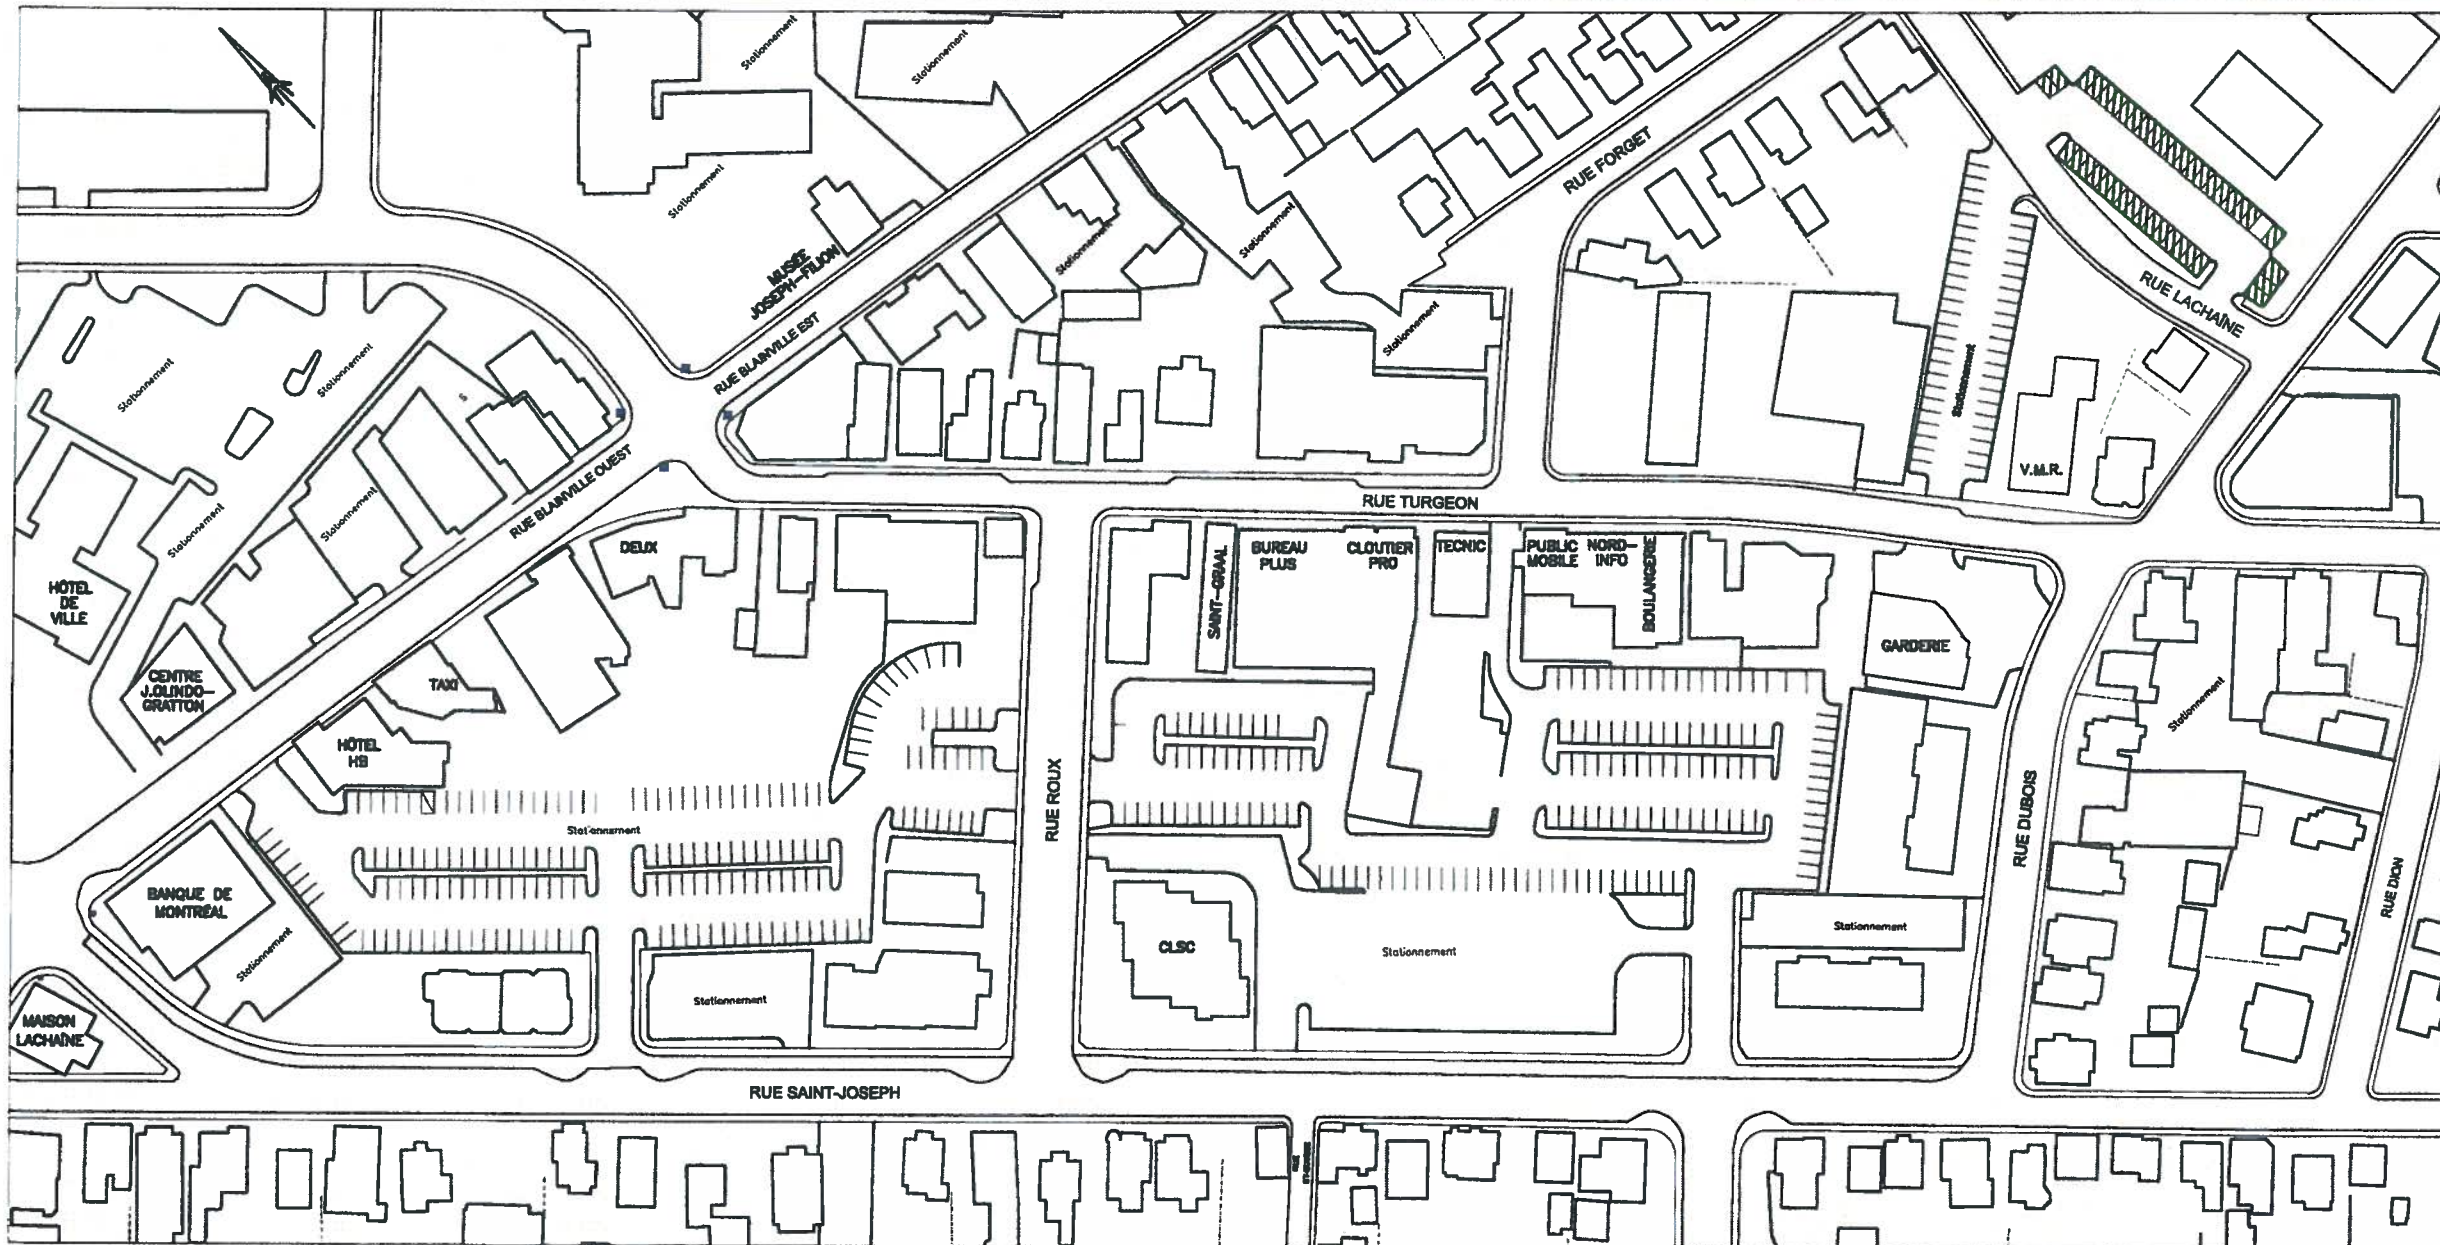 Stationnement
Stationnement
Stationnement
MUSÉE
JOSEPH-FILION
RUE BLAINVILLE EST
Stationnement
Stationnement
RUE FORGET
Stationnement
Stationnement
RUE LACHAÎNE
V.M.R.
Stationnement
Stationnement
S
Stationnement
Stationnement
RUE BLAINVILLE OUEST
RUE TURGEON
HÔTEL
DE
VILLE
CENTRE
J.OLINDO-
GRATTON
DEUX
TAXI
HÔTEL
HB
SAINT-GRAAL
BUREAU
PLUS
CLOUTIER
PRO
TECNIC
PUBLIC
MOBILE
NORD-
INFO
BOULANGERIE
GARDERIE
Stationnement
RUE ROUX
RUE DUBOIS
RUE DION
Stationnement
BANQUE DE
MONTRÉAL
Stationnement
Stationnement
CLSC
Stationnement
Stationnement
MAISON
LACHAÎNE
RUE SAINT-JOSEPH